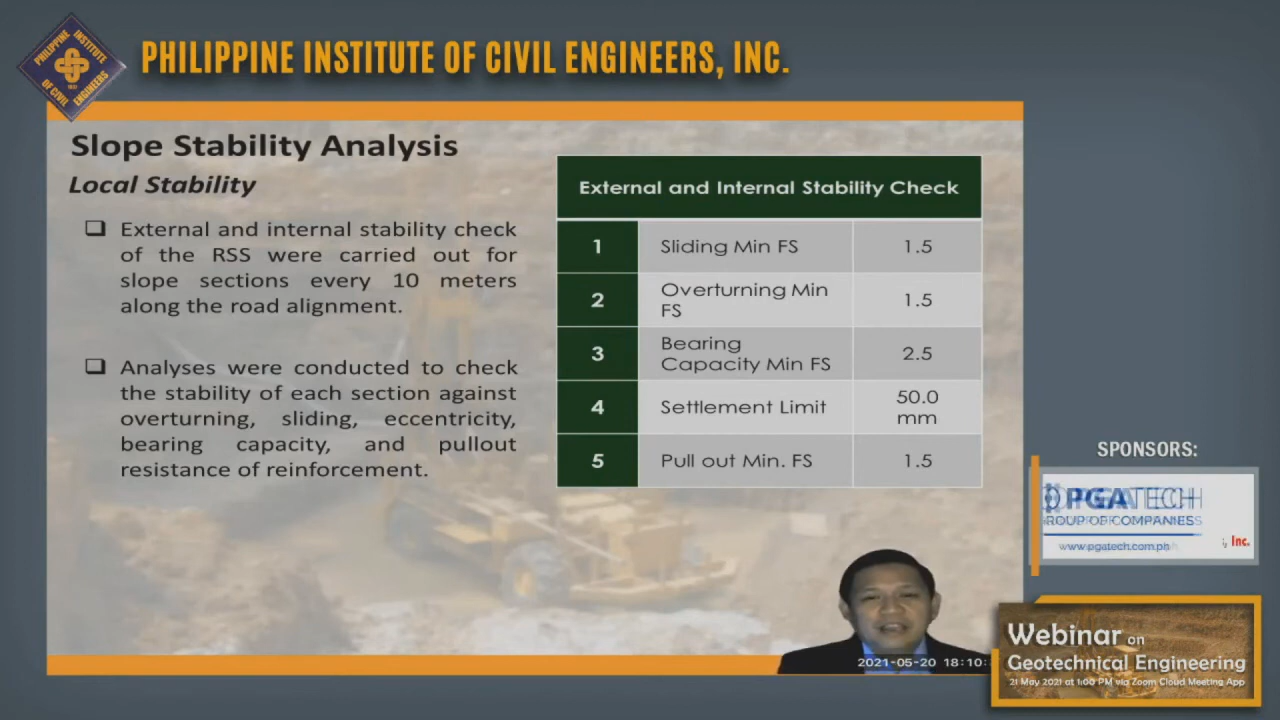 PHILIPPINE INSTITUTE
OF CIVIL ENGINEERS
PHILIPPINE INSTITUTE OF CIVIL ENGINEERS, INC.
Slope Stability Analysis
Local Stability
External and internal stability check
of the RSS were carried out for
slope sections every 10 meters
along the road alignment.
Analyses were conducted to check
the stability of each section against
overturning, sliding, eccentricity,
bearing capacity, and pullout
resistance of reinforcement.
External and Internal Stability Check
1 Sliding Min FS 1.5
2 Overturning Min FS 1.5
3 Bearing Capacity Min FS 2.5
4 Settlement Limit 50.0 mm
5 Pull out Min. FS 1.5
2021-05-20 18:10:
SPONSORS:
PGATECH
GROUP OF COMPANIES
www.pgatech.com.ph
Inc.
Webinar on
Geotechnical Engineering
21 May 2021 at 1:00 PM via Zoom Cloud Meeting App